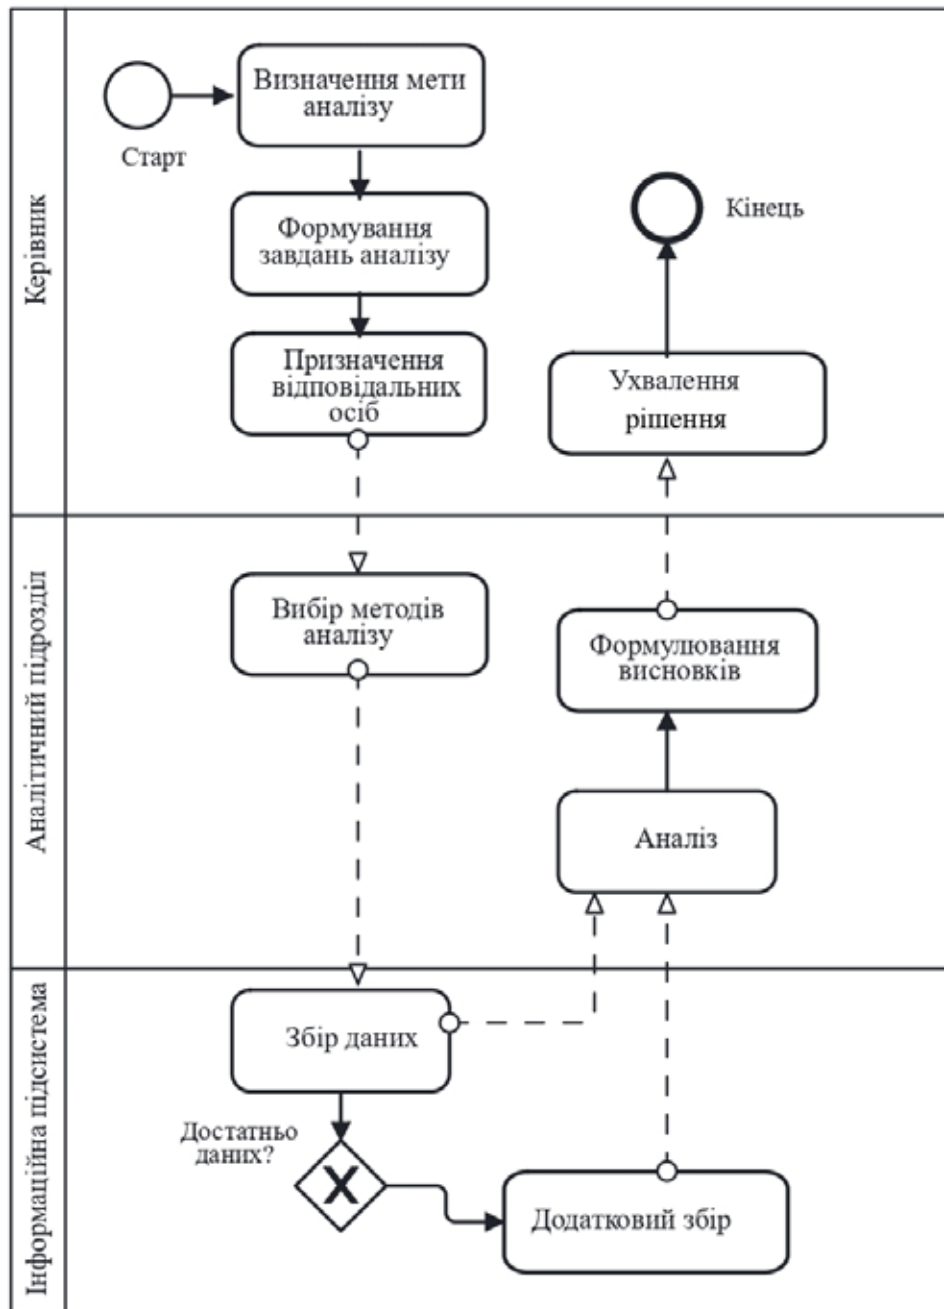 Керівник
Старт
Визначення мети
аналізу
Формування
завдань аналізу
Призначення
відповідальних
осіб
Кінець
Ухвалення
рішення
Аналітичний підрозділ
Вибір методів
аналізу
Формулювання
висновків
Аналіз
Інформаційна підсистема
Збір даних
Достатньо
даних?
X
Додатковий збір